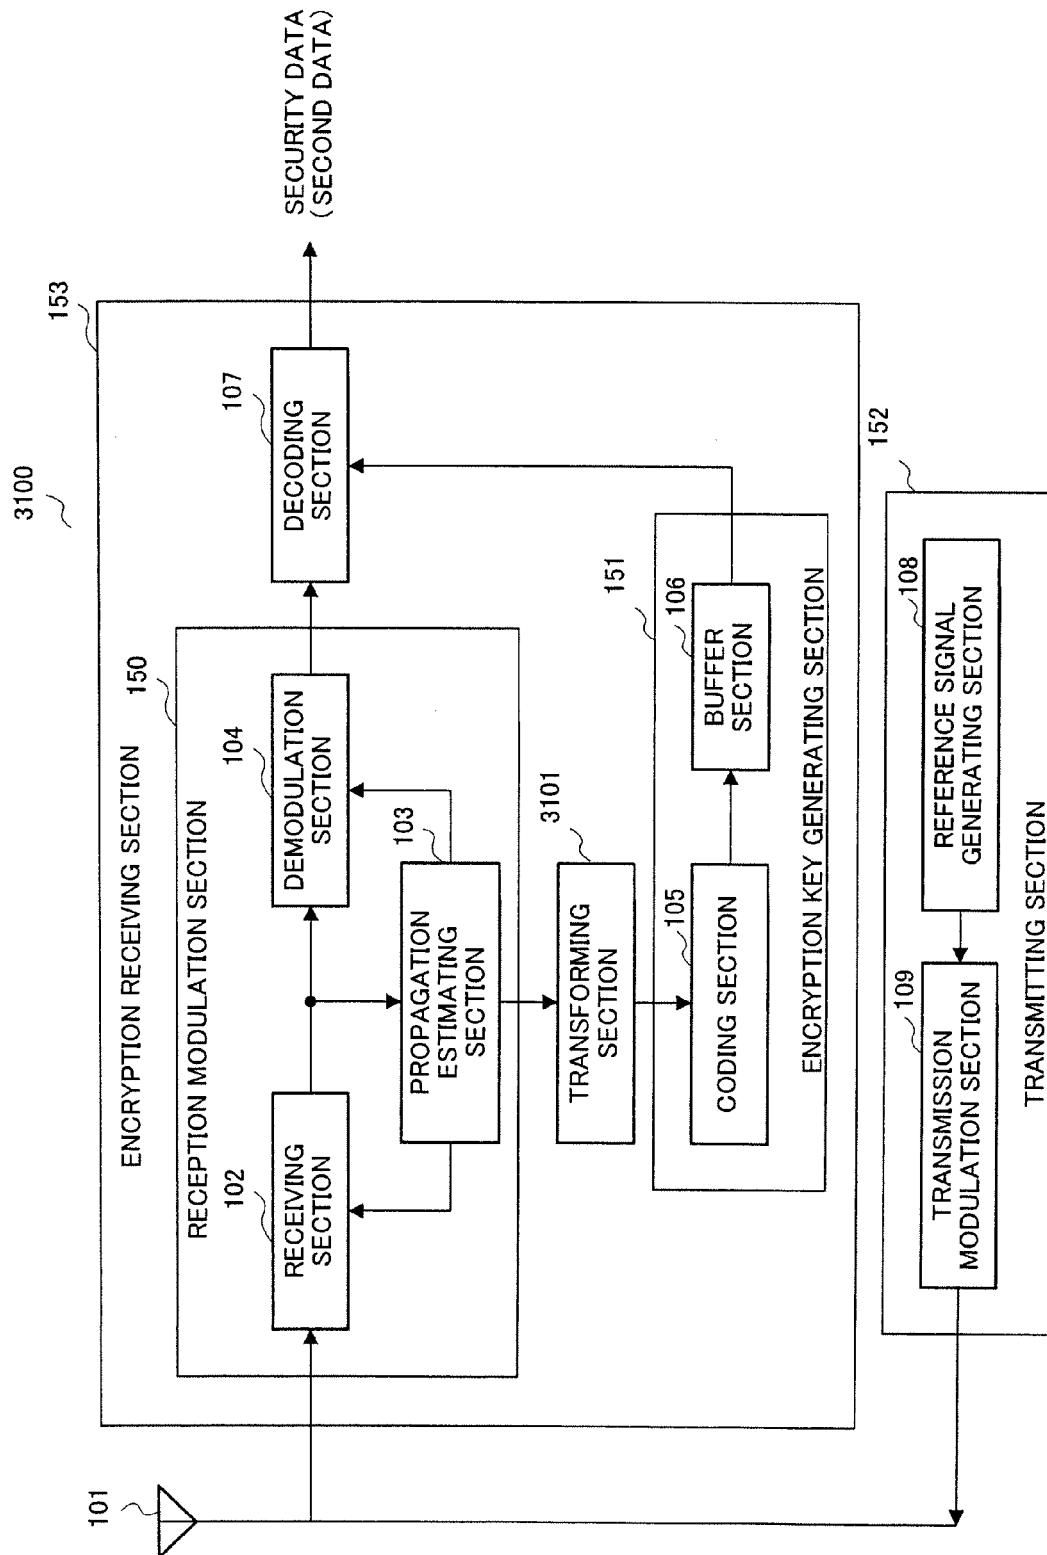 3100
153
ENCRYPTION RECEIVING SECTION
150
RECEPTION MODULATION SECTION
101
102
RECEIVING
SECTION
104
DEMODULATION
SECTION
107
DECODING
SECTION
SECURITY DATA
(SECOND DATA)
103
PROPAGATION
ESTIMATING
SECTION
3101
TRANSFORMING
SECTION
151
105
CODING SECTION
106
BUFFER
SECTION
ENCRYPTION KEY GENERATING SECTION
152
109
TRANSMISSION
MODULATION SECTION
108
REFERENCE SIGNAL
GENERATING SECTION
TRANSMITTING SECTION